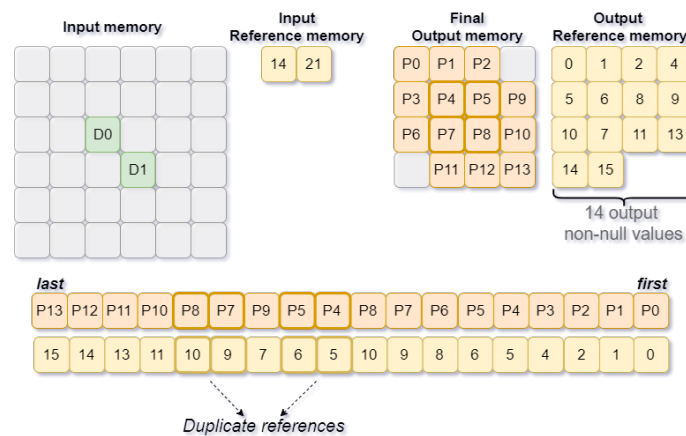 Input memory
Input
Reference memory
14 21
D0
D1
Final
Output memory
P0 P1 P2
P3 P4 P5 P9
P6 P7 P8 P10
P11 P12 P13
Output
Reference memory
0 1 2 4
5 6 8 9
10 7 11 13
14 15
14 output
non-null values
last first
P13 P12 P11 P10 P8 P7 P9 P5 P4 P8 P7 P6 P5 P4 P3 P2 P1 P0
15 14 13 11 10 9 7 6 5 10 9 8 6 5 4 2 1 0
Duplicate references